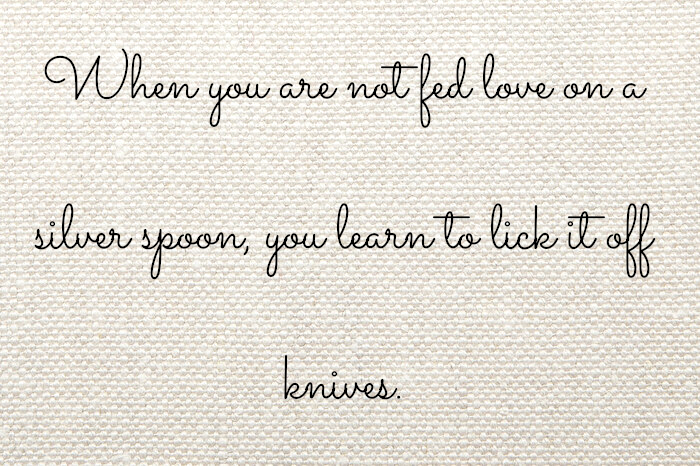 When you are not fed love on a
silver spoon, you learn to lick it off
knives.